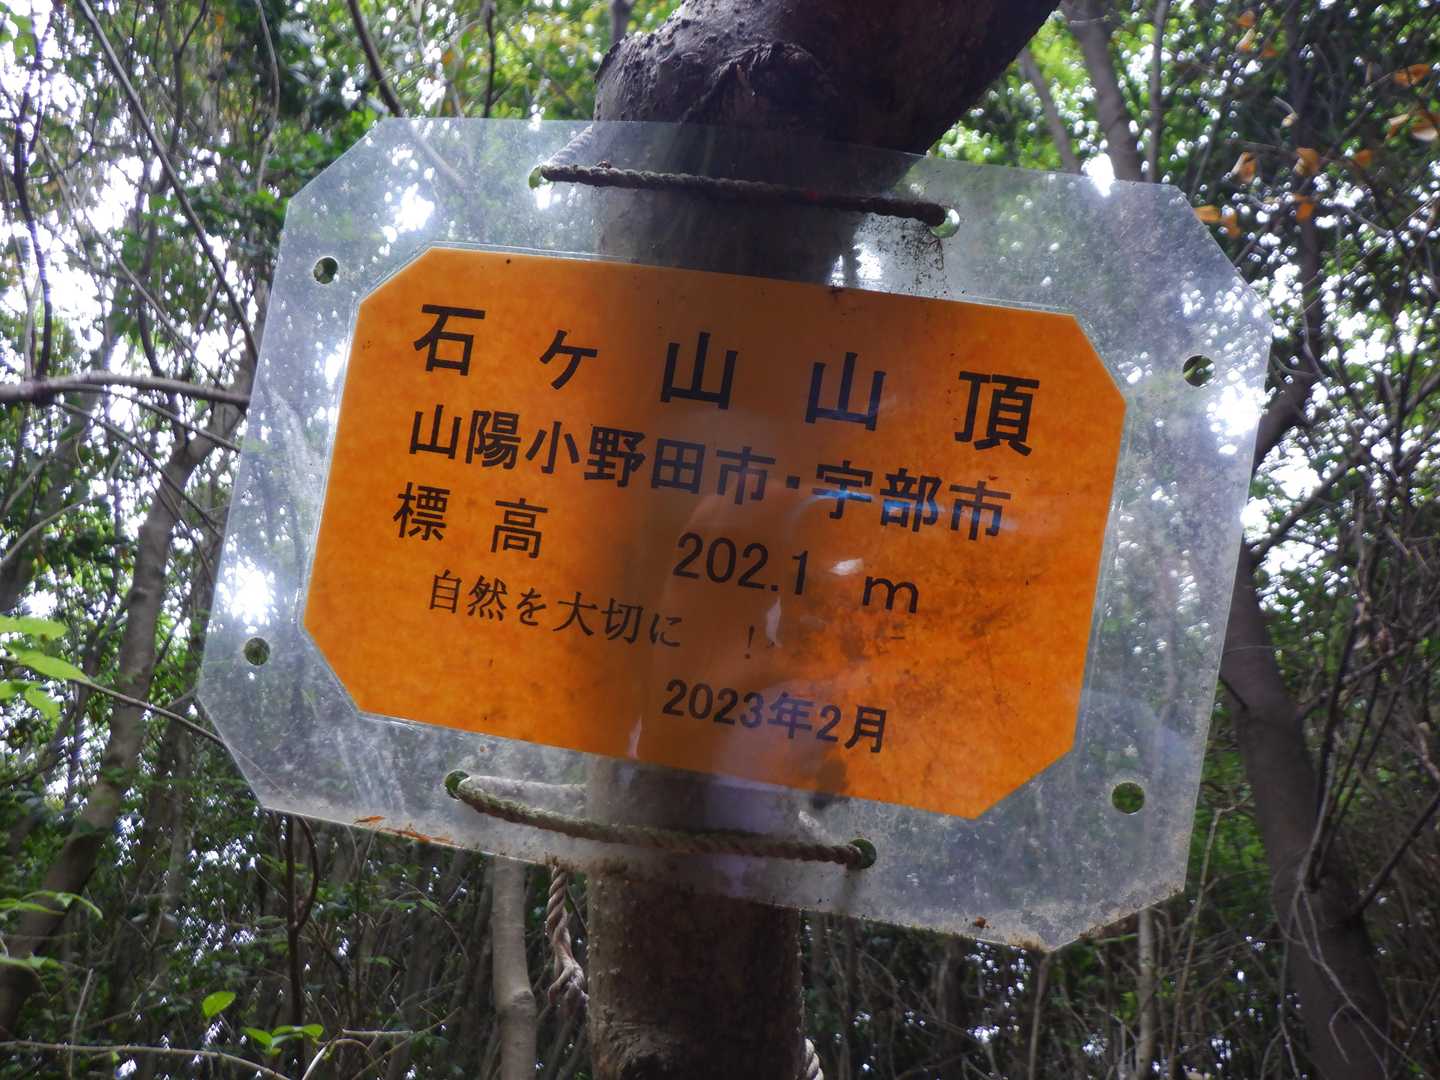 石ヶ山山頂
山陽小野田市・宇部市
標高 202.1 m
自然を大切に !
2023年2月